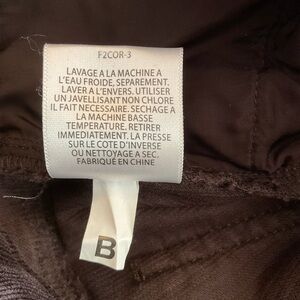 F2COR-3
LAVAGE A LA MACHINE A
L'EAU FROIDE, SEPAREMENT.
LAVER A L'ENVERS. UTILISER
UN JAVELLISANT NON CHLORE
IL FAIT NECESSAIRE. SECHAGE A
LA MACHINE BASSE
TEMPERATURE. RETIRER
IMMEDIATEMENT. LA PRESSE
SUR LE COTE D'INVERSE
OU NETTOYAGE A SEC.
FABRIQUÉ EN CHINE
B